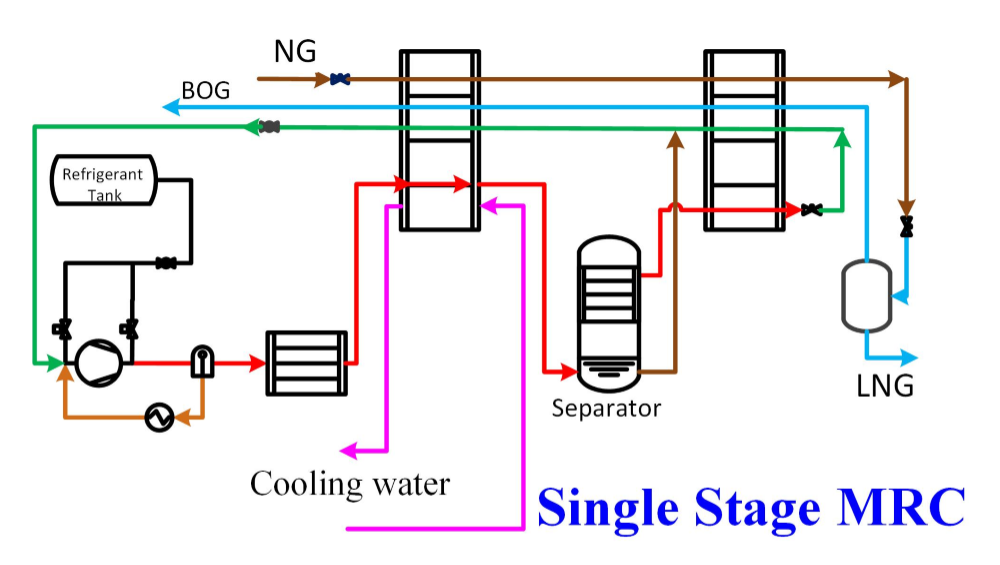 NG
BOG
Refrigerant
Tank
Separator
LNG
Cooling water
Single Stage MRC